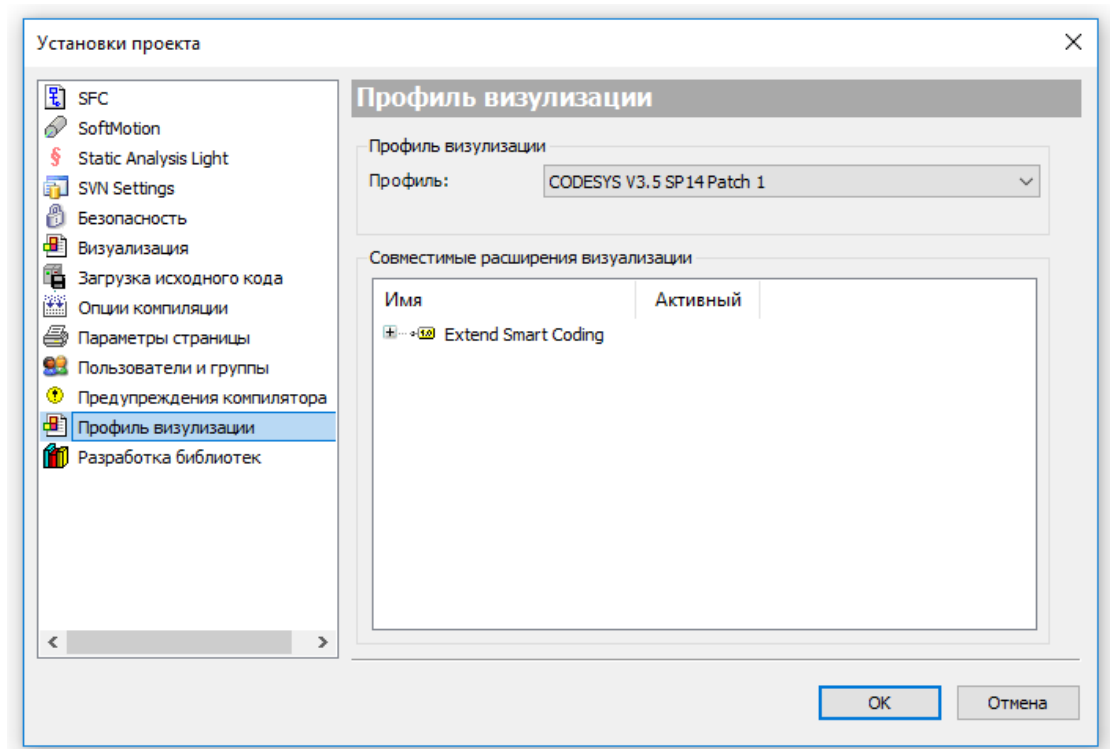 Установки проекта
SFC
SoftMotion
Static Analysis Light
SVN Settings
Безопасность
Визуализация
Загрузка исходного кода
Опции компиляции
Параметры страницы
Пользователи и группы
Предупреждения компилятора
Профиль визулизации
Разработка библиотек
Профиль визулизации
Профиль визулизации
Профиль: CODESYS V3.5 SP14 Patch 1
Совместимые расширения визуализации
Имя Активный
Extend Smart Coding
OK Отмена